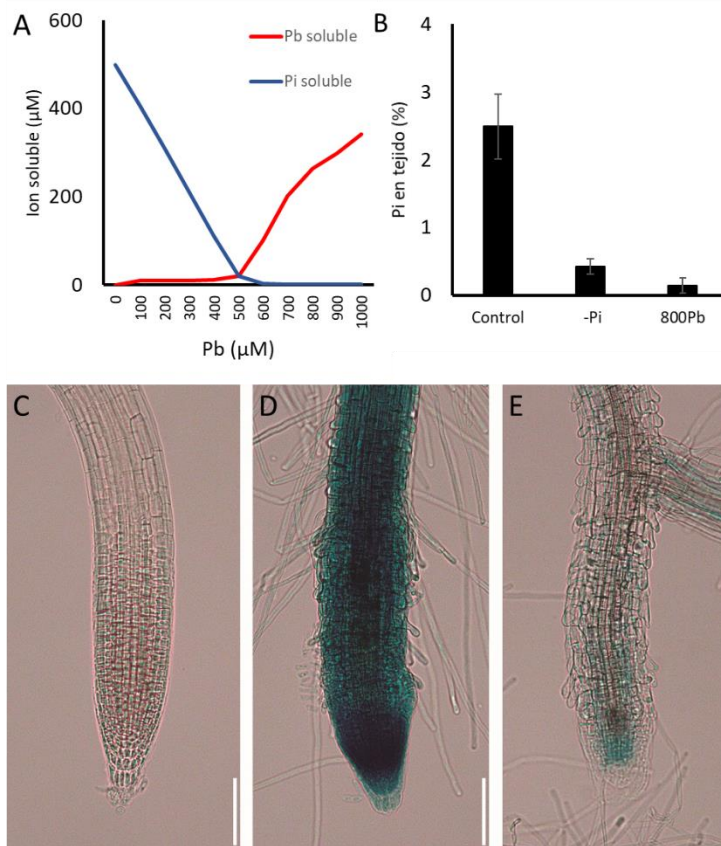 A
600
400
200
0
Ion soluble (µM)
Pb soluble
Pi soluble
0 100 200 300 400 500 600 700 800 900 1000
Pb (µM)
B
4
3
2
1
0
Pi en tejido (%)
Control -Pi 800Pb
C
D
E